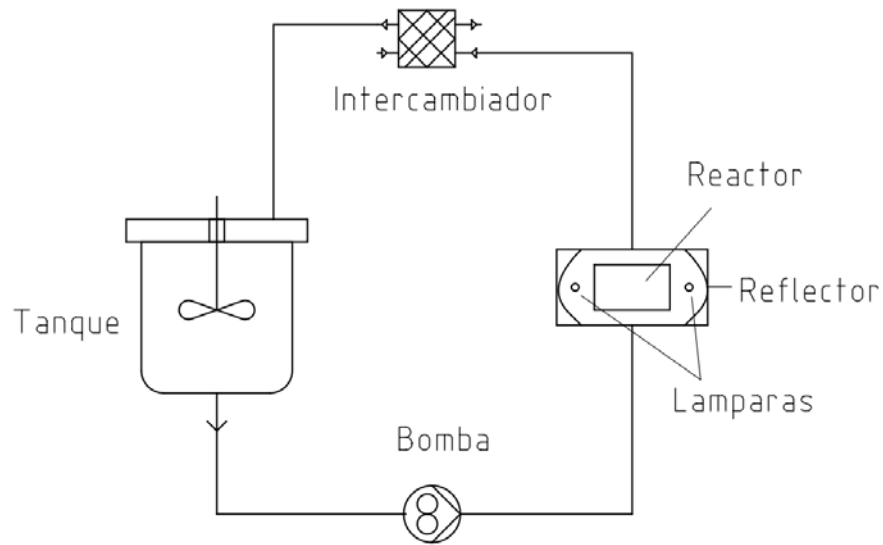 Intercambiador
Reactor
Reflector
Tanque
Lamparas
Bomba